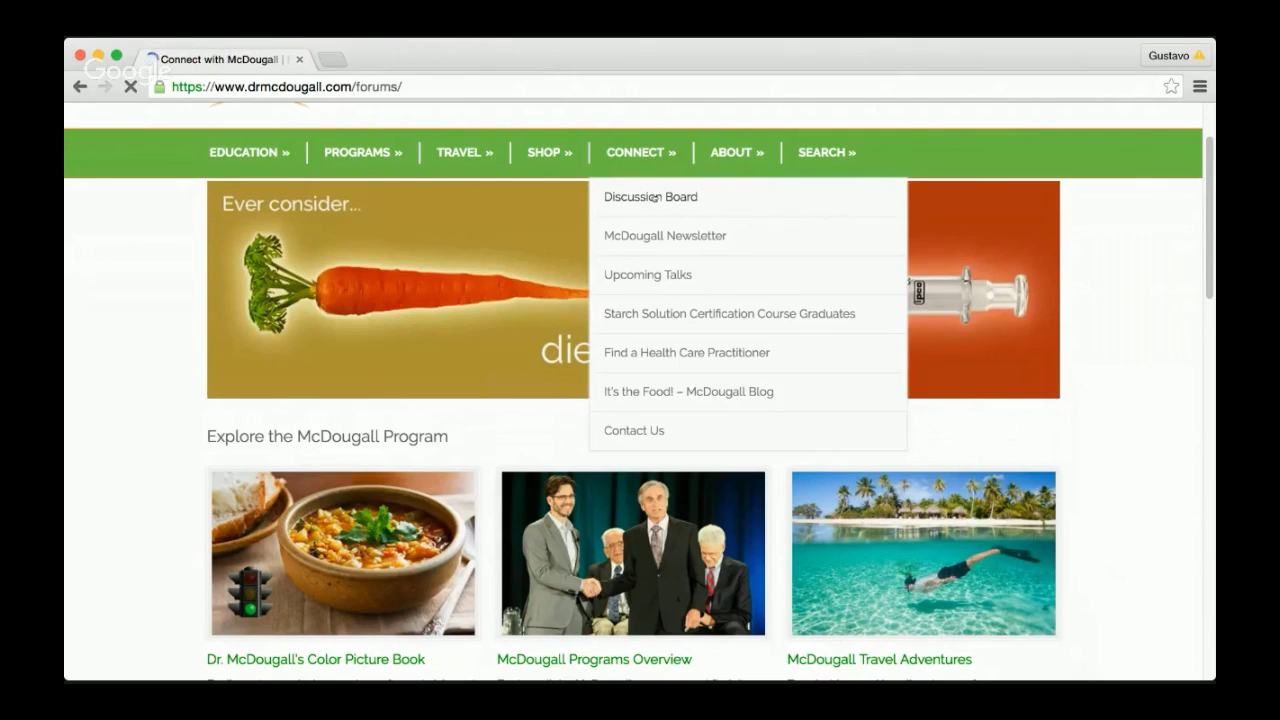 Connect with McDougall |
Gustavo
Google
https://www.drmcdougall.com/forums/
EDUCATION » PROGRAMS » TRAVEL » SHOP » CONNECT » ABOUT » SEARCH »
Ever consider...
Discussion Board
McDougall Newsletter
Upcoming Talks
Starch Solution Certification Course Graduates
ipco
die
Find a Health Care Practitioner
It's the Food! – McDougall Blog
Contact Us
Explore the McDougall Program
Dr. McDougall's Color Picture Book
McDougall Programs Overview
McDougall Travel Adventures